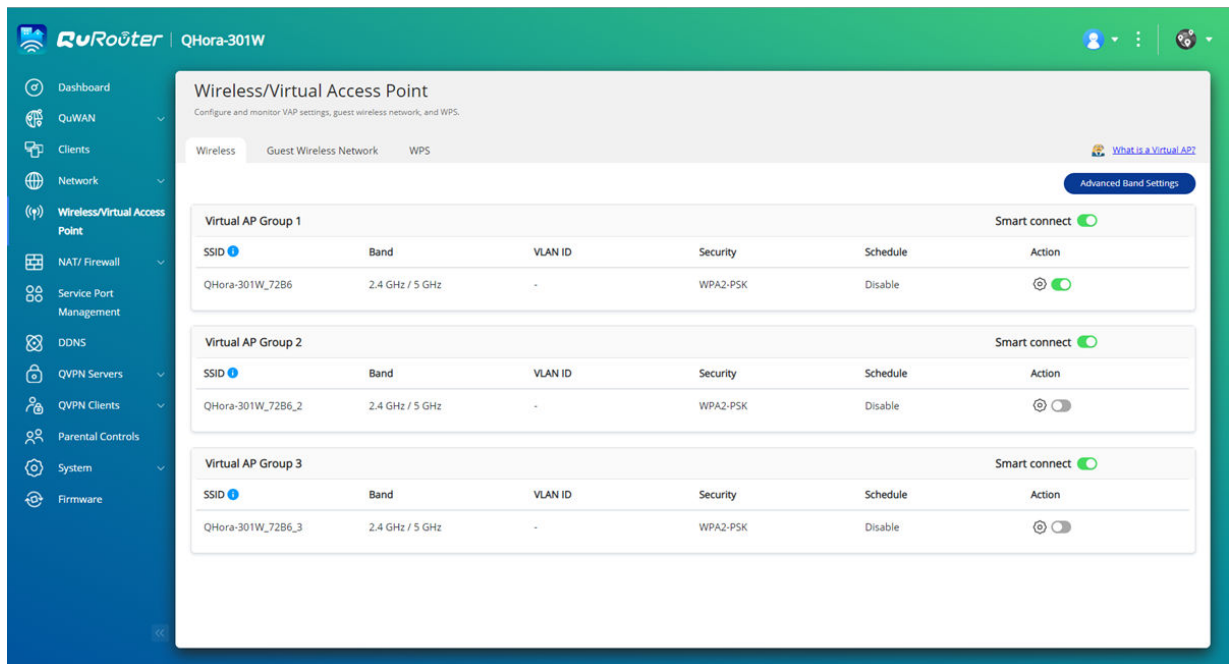 QuRoûter | QHora-301W
Dashboard
QuWAN
Clients
Network
Wireless/Virtual Access
Point
NAT/ Firewall
Service Port
Management
DDNS
QVPN Servers
QVPN Clients
Parental Controls
System
Firmware
Wireless/Virtual Access Point
Configure and monitor VAP settings, guest wireless network, and WPS.
Wireless Guest Wireless Network WPS What is a Virtual AP?
Advanced Band Settings
Virtual AP Group 1 Smart connect
SSID Band VLAN ID Security Schedule Action
QHora-301W_72B6 2.4 GHz / 5 GHz - WPA2-PSK Disable
Virtual AP Group 2 Smart connect
SSID Band VLAN ID Security Schedule Action
QHora-301W_72B6_2 2.4 GHz / 5 GHz - WPA2-PSK Disable
Virtual AP Group 3 Smart connect
SSID Band VLAN ID Security Schedule Action
QHora-301W_72B6_3 2.4 GHz / 5 GHz - WPA2-PSK Disable